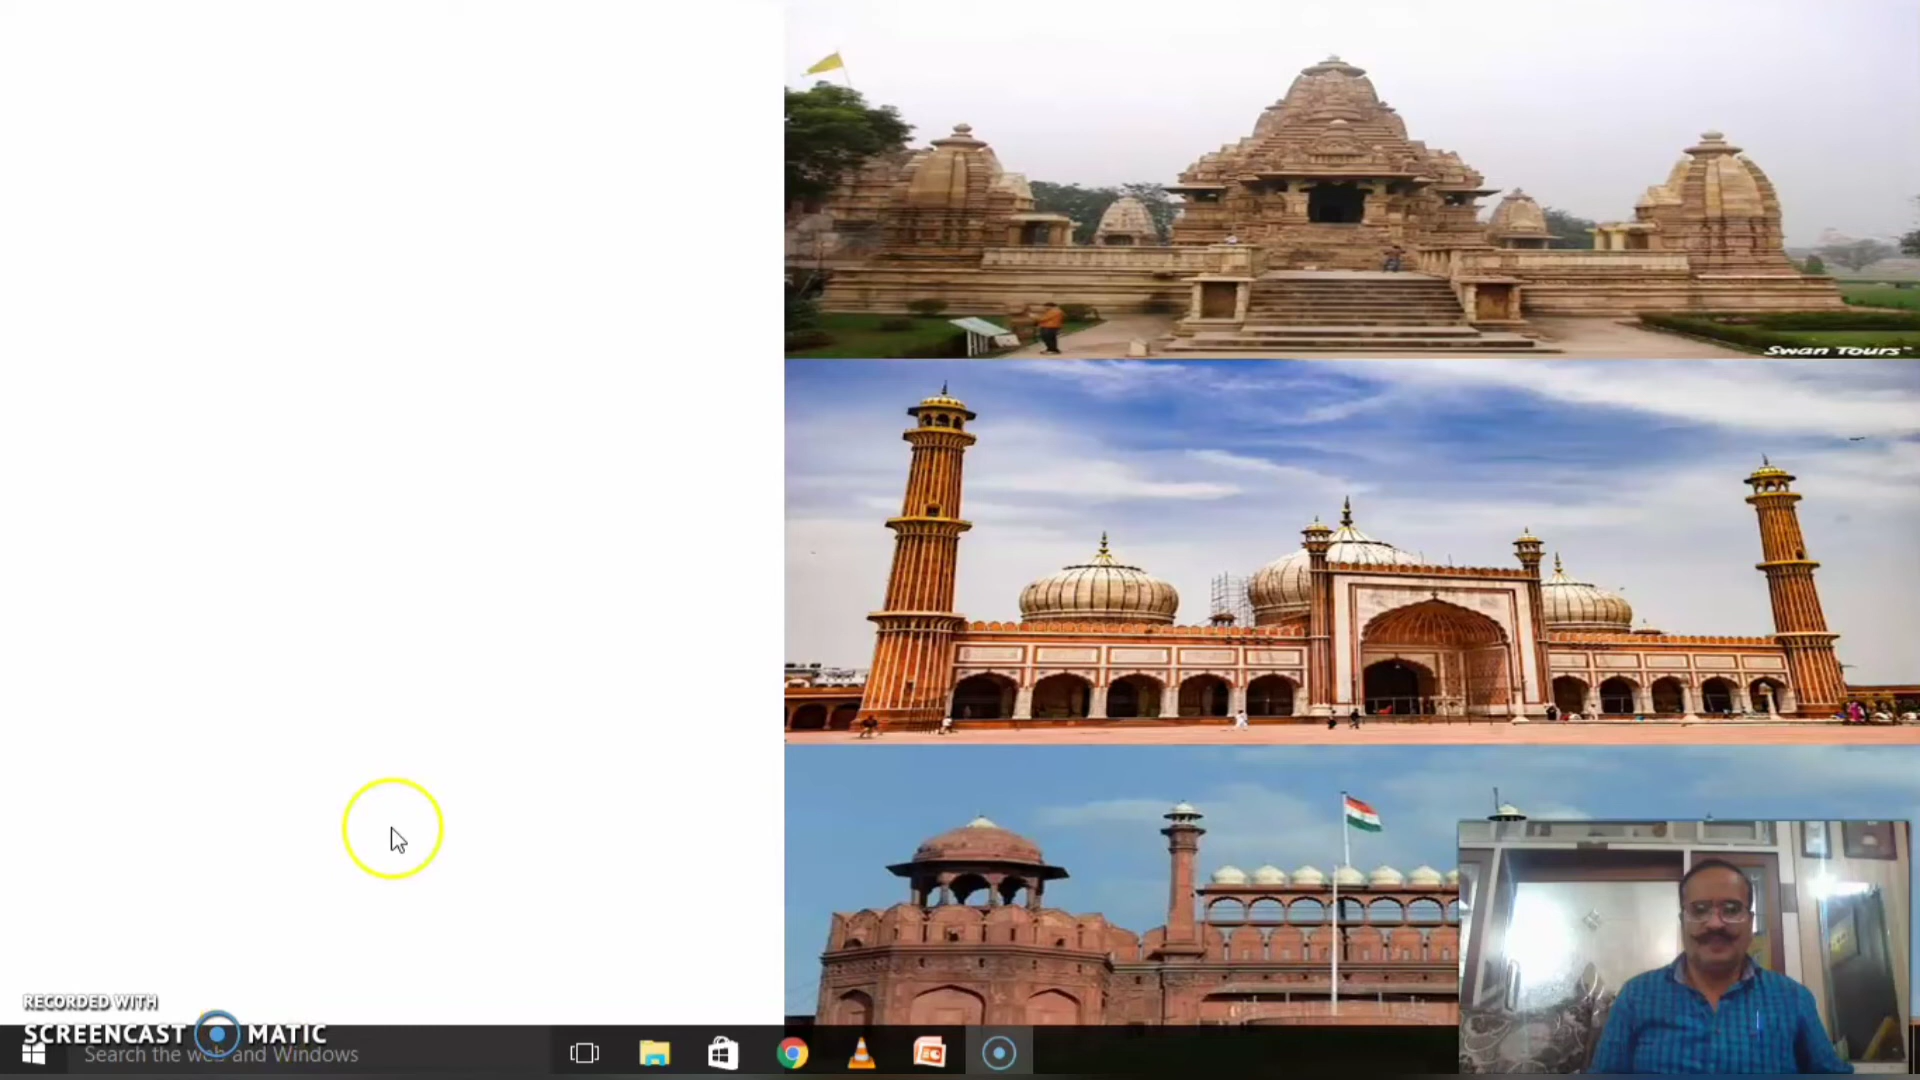 Swan Tours
RECORDED WITH
SCREENCAST MATIC
Search the web and Windows